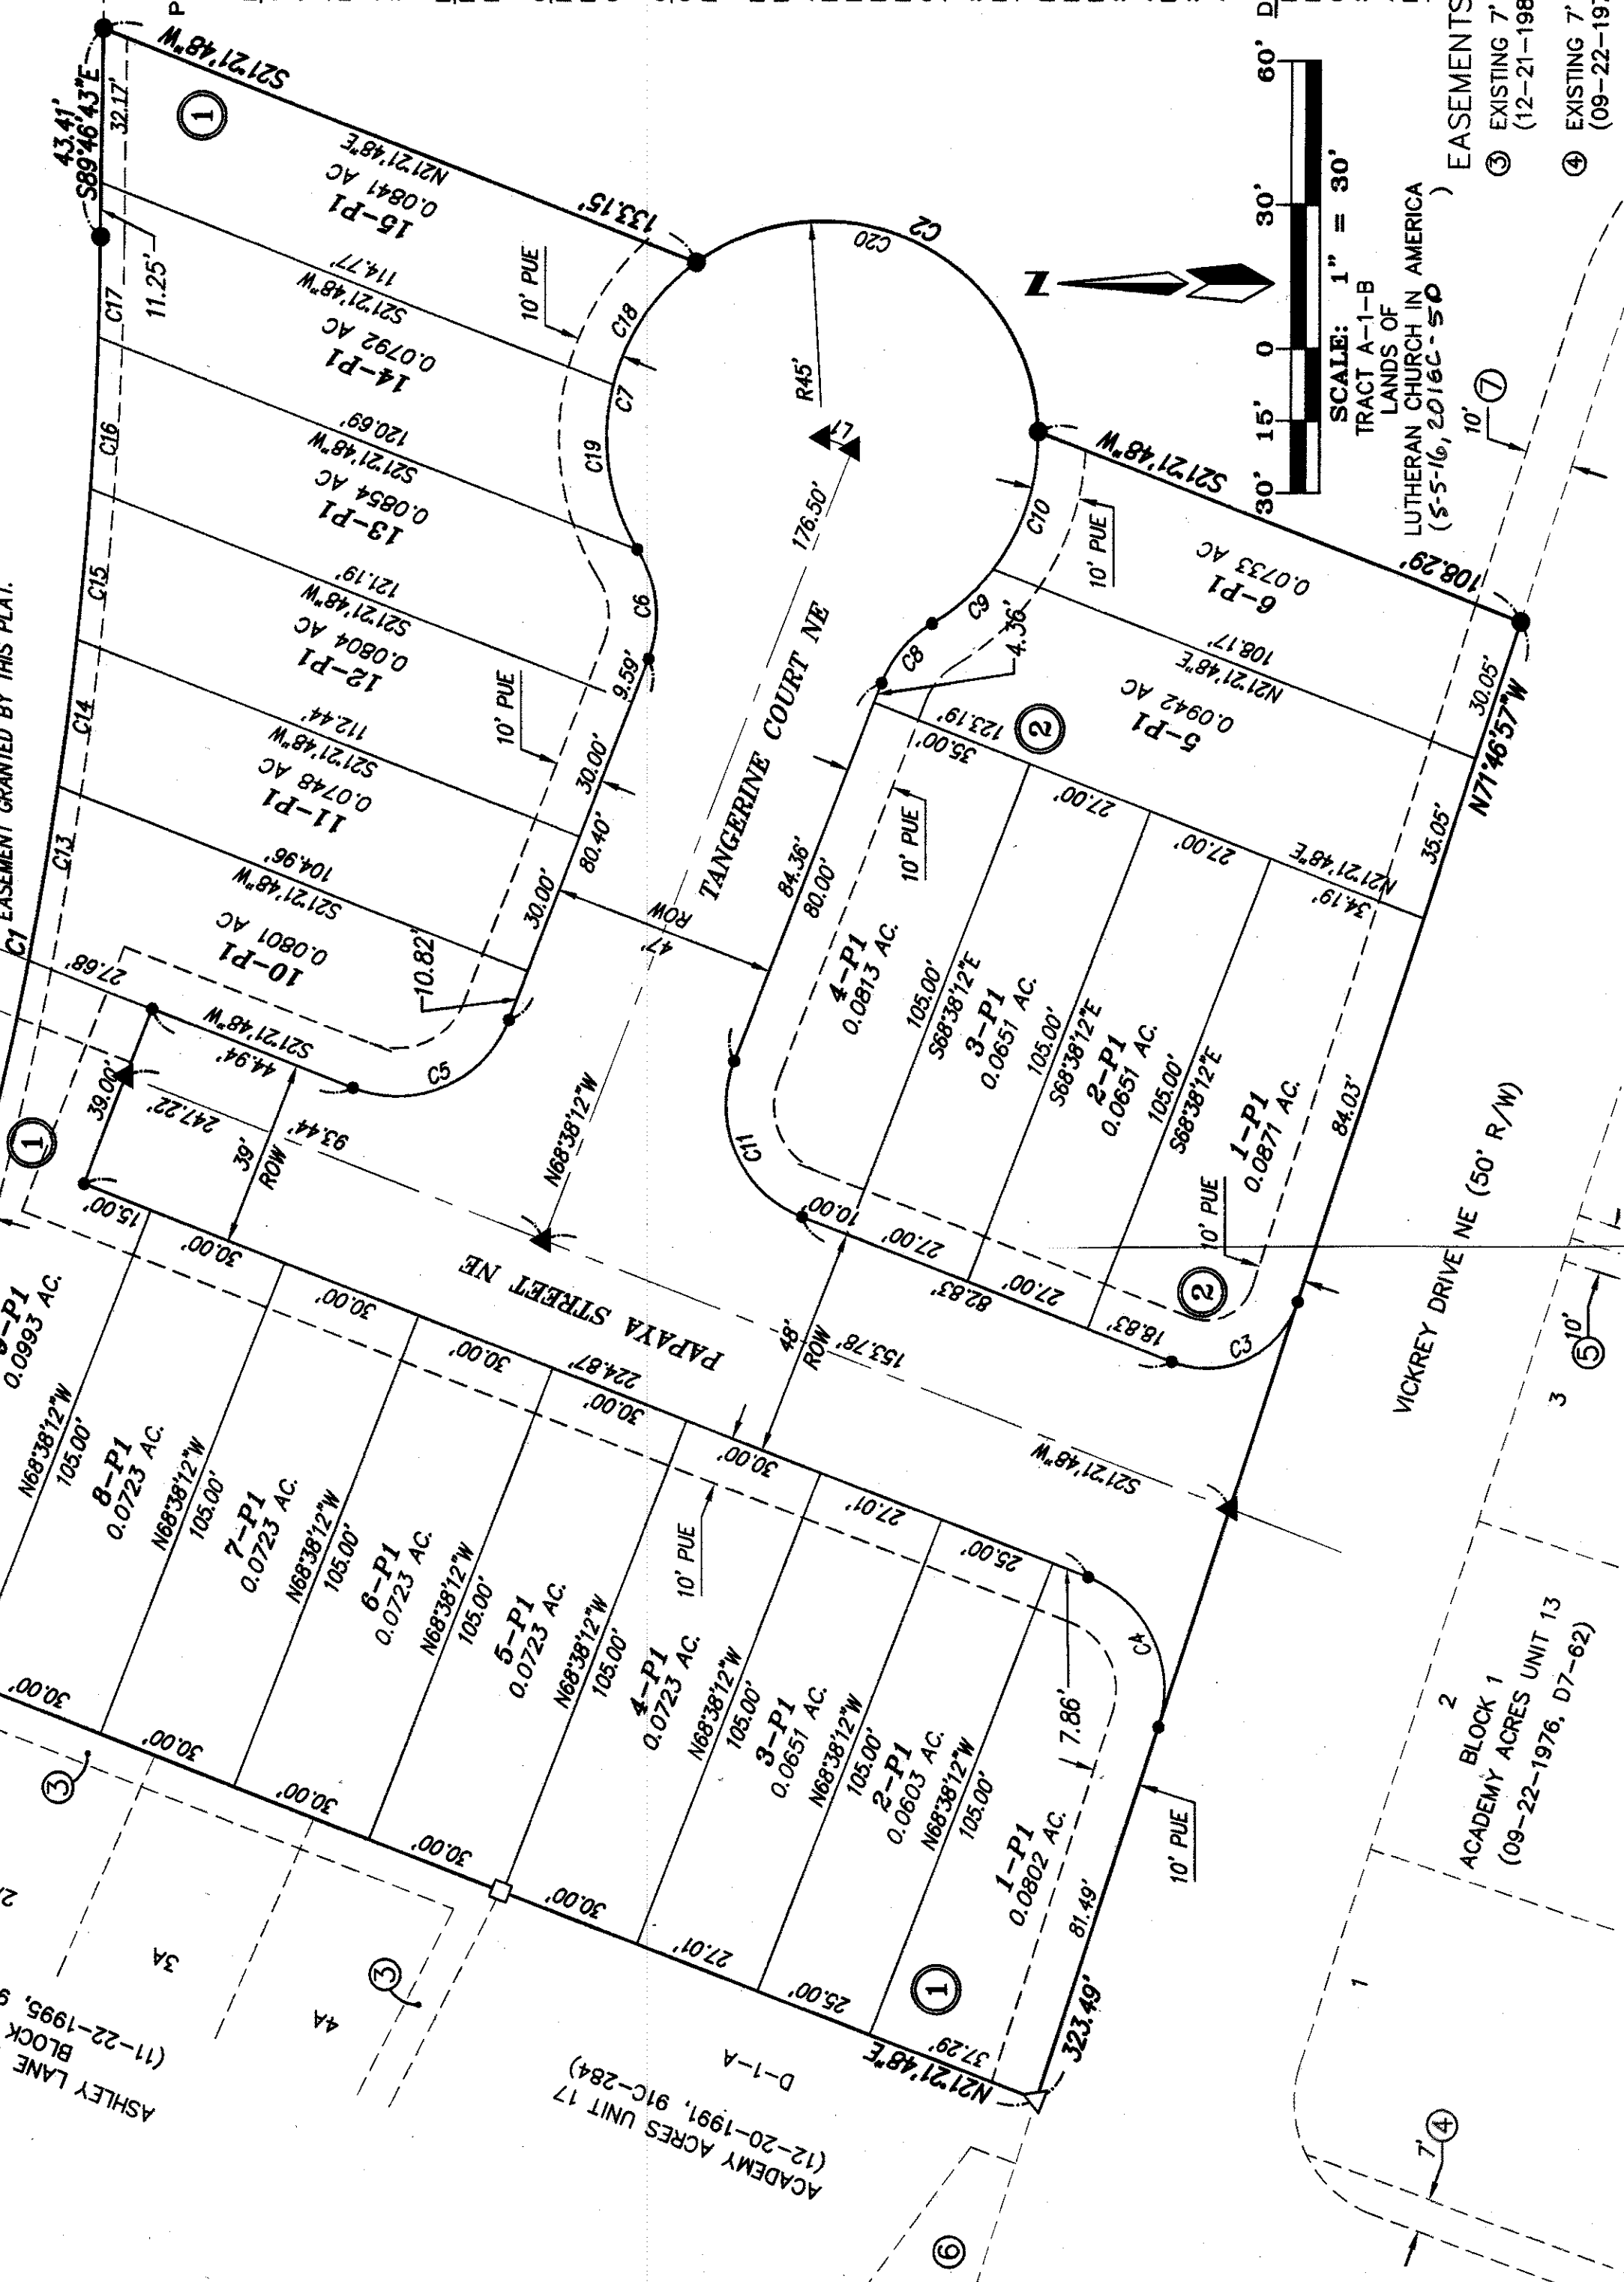 C1
EASEMENT GRANTED BY THIS PLAT.
43.41'
S89°46'43"E
32.17'
11.25'
S21°21'48"W
133.15'
P
1
C17
C16
C15
C14
C13
15-P1
0.0841 AC
N21°21'48"E
114.77'
S21°21'48"W
14-P1
0.0792 AC
120.69'
S21°21'48"W
13-P1
0.0854 AC
121.19'
S21°21'48"W
12-P1
0.0804 AC
112.44'
S21°21'48"W
11-P1
0.0748 AC
104.96'
S21°21'48"W
10-P1
0.0801 AC
27.68'
S21°21'48"W
44.94'
39.00'
10' PUE
10' PUE
C18
C7
C19
C6
9.59'
30.00'
80.40'
30.00'
10.82'
C5
C2
C20
R45'
L1
176.50'
TANGERINE COURT NE
47'
ROW
N68°38'12"W
1
247.22'
93.44'
39'
ROW
15.00'
30.00'
30.00'
30.00'
224.87'
30.00'
30.00'
27.01'
25.00'
PAPAYA STREET NE
48'
ROW
153.78'
S21°21'48"W
84.36'
80.00'
C8
C9
C10
4.36'
10' PUE
10' PUE
S21°21'48"W
108.29'
6-P1
0.0733 AC
108.17'
N21°21'48"E
5-P1
0.0942 AC
2
123.19'
35.00'
27.00'
27.00'
N21°21'48"E
34.19'
4-P1
0.0813 AC.
105.00'
S68°38'12"E
3-P1
0.0651 AC.
105.00'
S68°38'12"E
2-P1
0.0651 AC.
105.00'
S68°38'12"E
1-P1
0.0871 AC.
10' PUE
2
C11
10.00'
27.00'
82.83'
27.00'
18.83'
C3
30.05'
N71°46'57"W
35.05'
84.03'
VICKREY DRIVE NE (50' R/W)
0.0993 AC.
N68°38'12"W
105.00'
8-P1
0.0723 AC.
N68°38'12"W
105.00'
7-P1
0.0723 AC.
N68°38'12"W
105.00'
6-P1
0.0723 AC.
N68°38'12"W
105.00'
5-P1
0.0723 AC.
N68°38'12"W
105.00'
4-P1
0.0723 AC.
N68°38'12"W
105.00'
3-P1
0.0651 AC.
N68°38'12"W
105.00'
2-P1
0.0603 AC.
N68°38'12"W
105.00'
1-P1
0.0802 AC.
10' PUE
7.86'
C4
10' PUE
81.49'
323.49'
30.00'
30.00'
30.00'
30.00'
30.00'
27.01'
25.00'
37.29'
N21°21'48"E
1
3
3
3A
4A
ASHLEY LANE
BLOCK
(11-22-1995,
D-1-A
ACADEMY ACRES UNIT 17
(12-20-1991, 91C-284)
6
7'
4
1
2
3
BLOCK 1
ACADEMY ACRES UNIT 13
(09-22-1976, D7-62)
5
10'
10'
7
N
30'
15'
0
30'
60'
SCALE: 1" = 30'
TRACT A-1-B
LANDS OF
LUTHERAN CHURCH IN AMERICA
(5-5-16, 2016C-50)
EASEMENTS
3 EXISTING 7'
(12-21-198
4 EXISTING 7'
(09-22-197